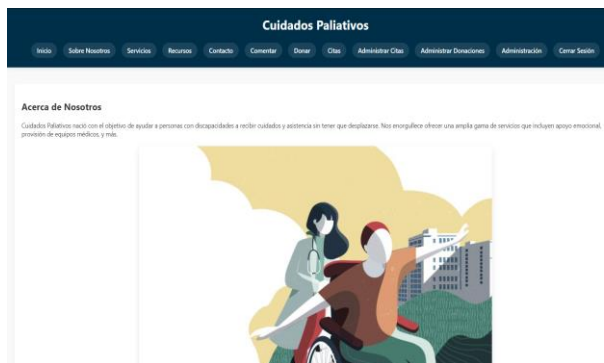 Cuidados Paliativos
Inicio Sobre Nosotros Servicios Recursos Contacto Comentar Donar Citas Administrar Citas Administrar Donaciones Administración Cerrar Sesión
Acerca de Nosotros
Cuidados Paliativos nació con el objetivo de ayudar a personas con discapacidades a recibir cuidados y asistencia sin tener que desplazarse. Nos enorgullece ofrecer una amplia gama de servicios que incluyen apoyo emocional,
provisión de equipos médicos, y más.